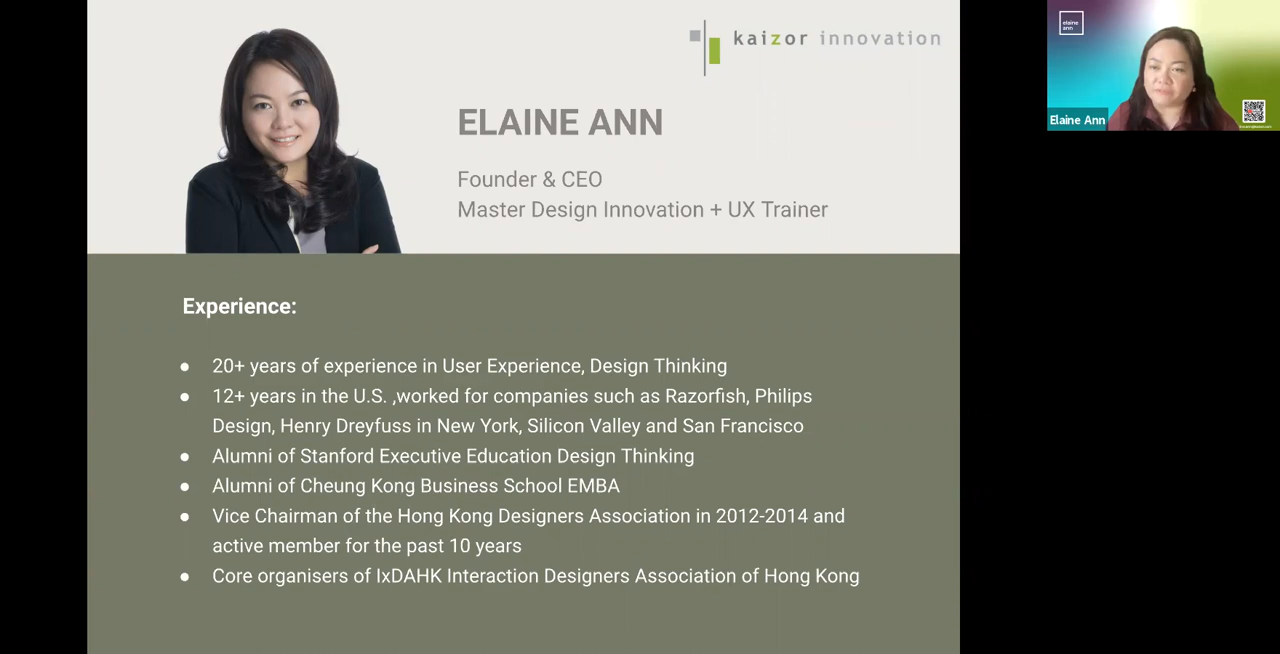 kaizor innovation
ELAINE ANN
Founder & CEO
Master Design Innovation + UX Trainer
Experience:
● 20+ years of experience in User Experience, Design Thinking
● 12+ years in the U.S. ,worked for companies such as Razorfish, Philips
Design, Henry Dreyfuss in New York, Silicon Valley and San Francisco
● Alumni of Stanford Executive Education Design Thinking
● Alumni of Cheung Kong Business School EMBA
● Vice Chairman of the Hong Kong Designers Association in 2012-2014 and
active member for the past 10 years
● Core organisers of IxDAHK Interaction Designers Association of Hong Kong
elaine
ann
Elaine Ann